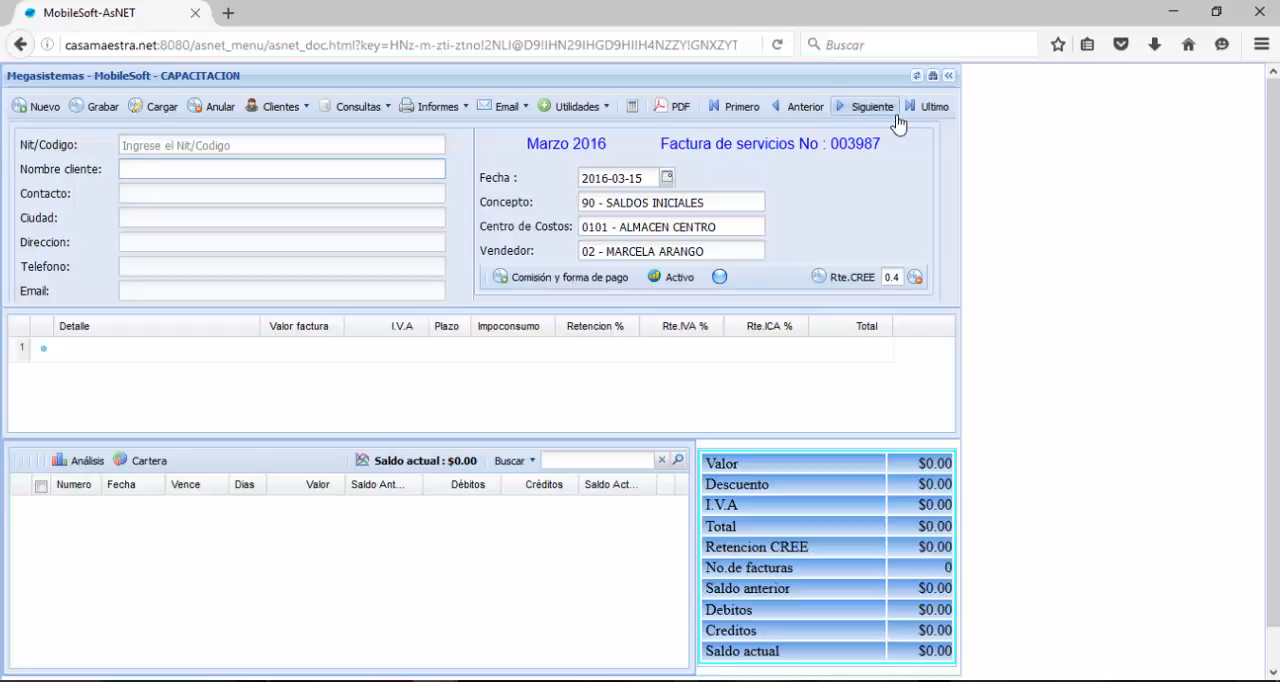 MobileSoft-AsNET
casamaestra.net:8080/asnet_menu/asnet_doc.html?key=HNz-m-zti-ztno!2NLI@D9!IHN29IHGD9HI!H4NZZY!GNXZYT
Buscar
Megasistemas - MobileSoft - CAPACITACION
Nuevo Grabar Cargar Anular Clientes Consultas Informes Email Utilidades PDF Primero Anterior Siguiente Ultimo
Nit/Codigo: Ingrese el Nit/Codigo
Nombre cliente:
Contacto:
Ciudad:
Direccion:
Telefono:
Email:
Marzo 2016 Factura de servicios No : 003987
Fecha : 2016-03-15
Concepto: 90 - SALDOS INICIALES
Centro de Costos: 0101 - ALMACEN CENTRO
Vendedor: 02 - MARCELA ARANGO
Comisión y forma de pago Activo Rte.CREE 0.4
Detalle Valor factura I.V.A Plazo Impoconsumo Retencion % Rte.IVA % Rte.ICA % Total
1
Análisis Cartera Saldo actual : $0.00 Buscar
Numero Fecha Vence Dias Valor Saldo Ant... Débitos Créditos Saldo Act...
Valor $0.00
Descuento $0.00
I.V.A $0.00
Total $0.00
Retencion CREE $0.00
No.de facturas 0
Saldo anterior $0.00
Debitos $0.00
Creditos $0.00
Saldo actual $0.00